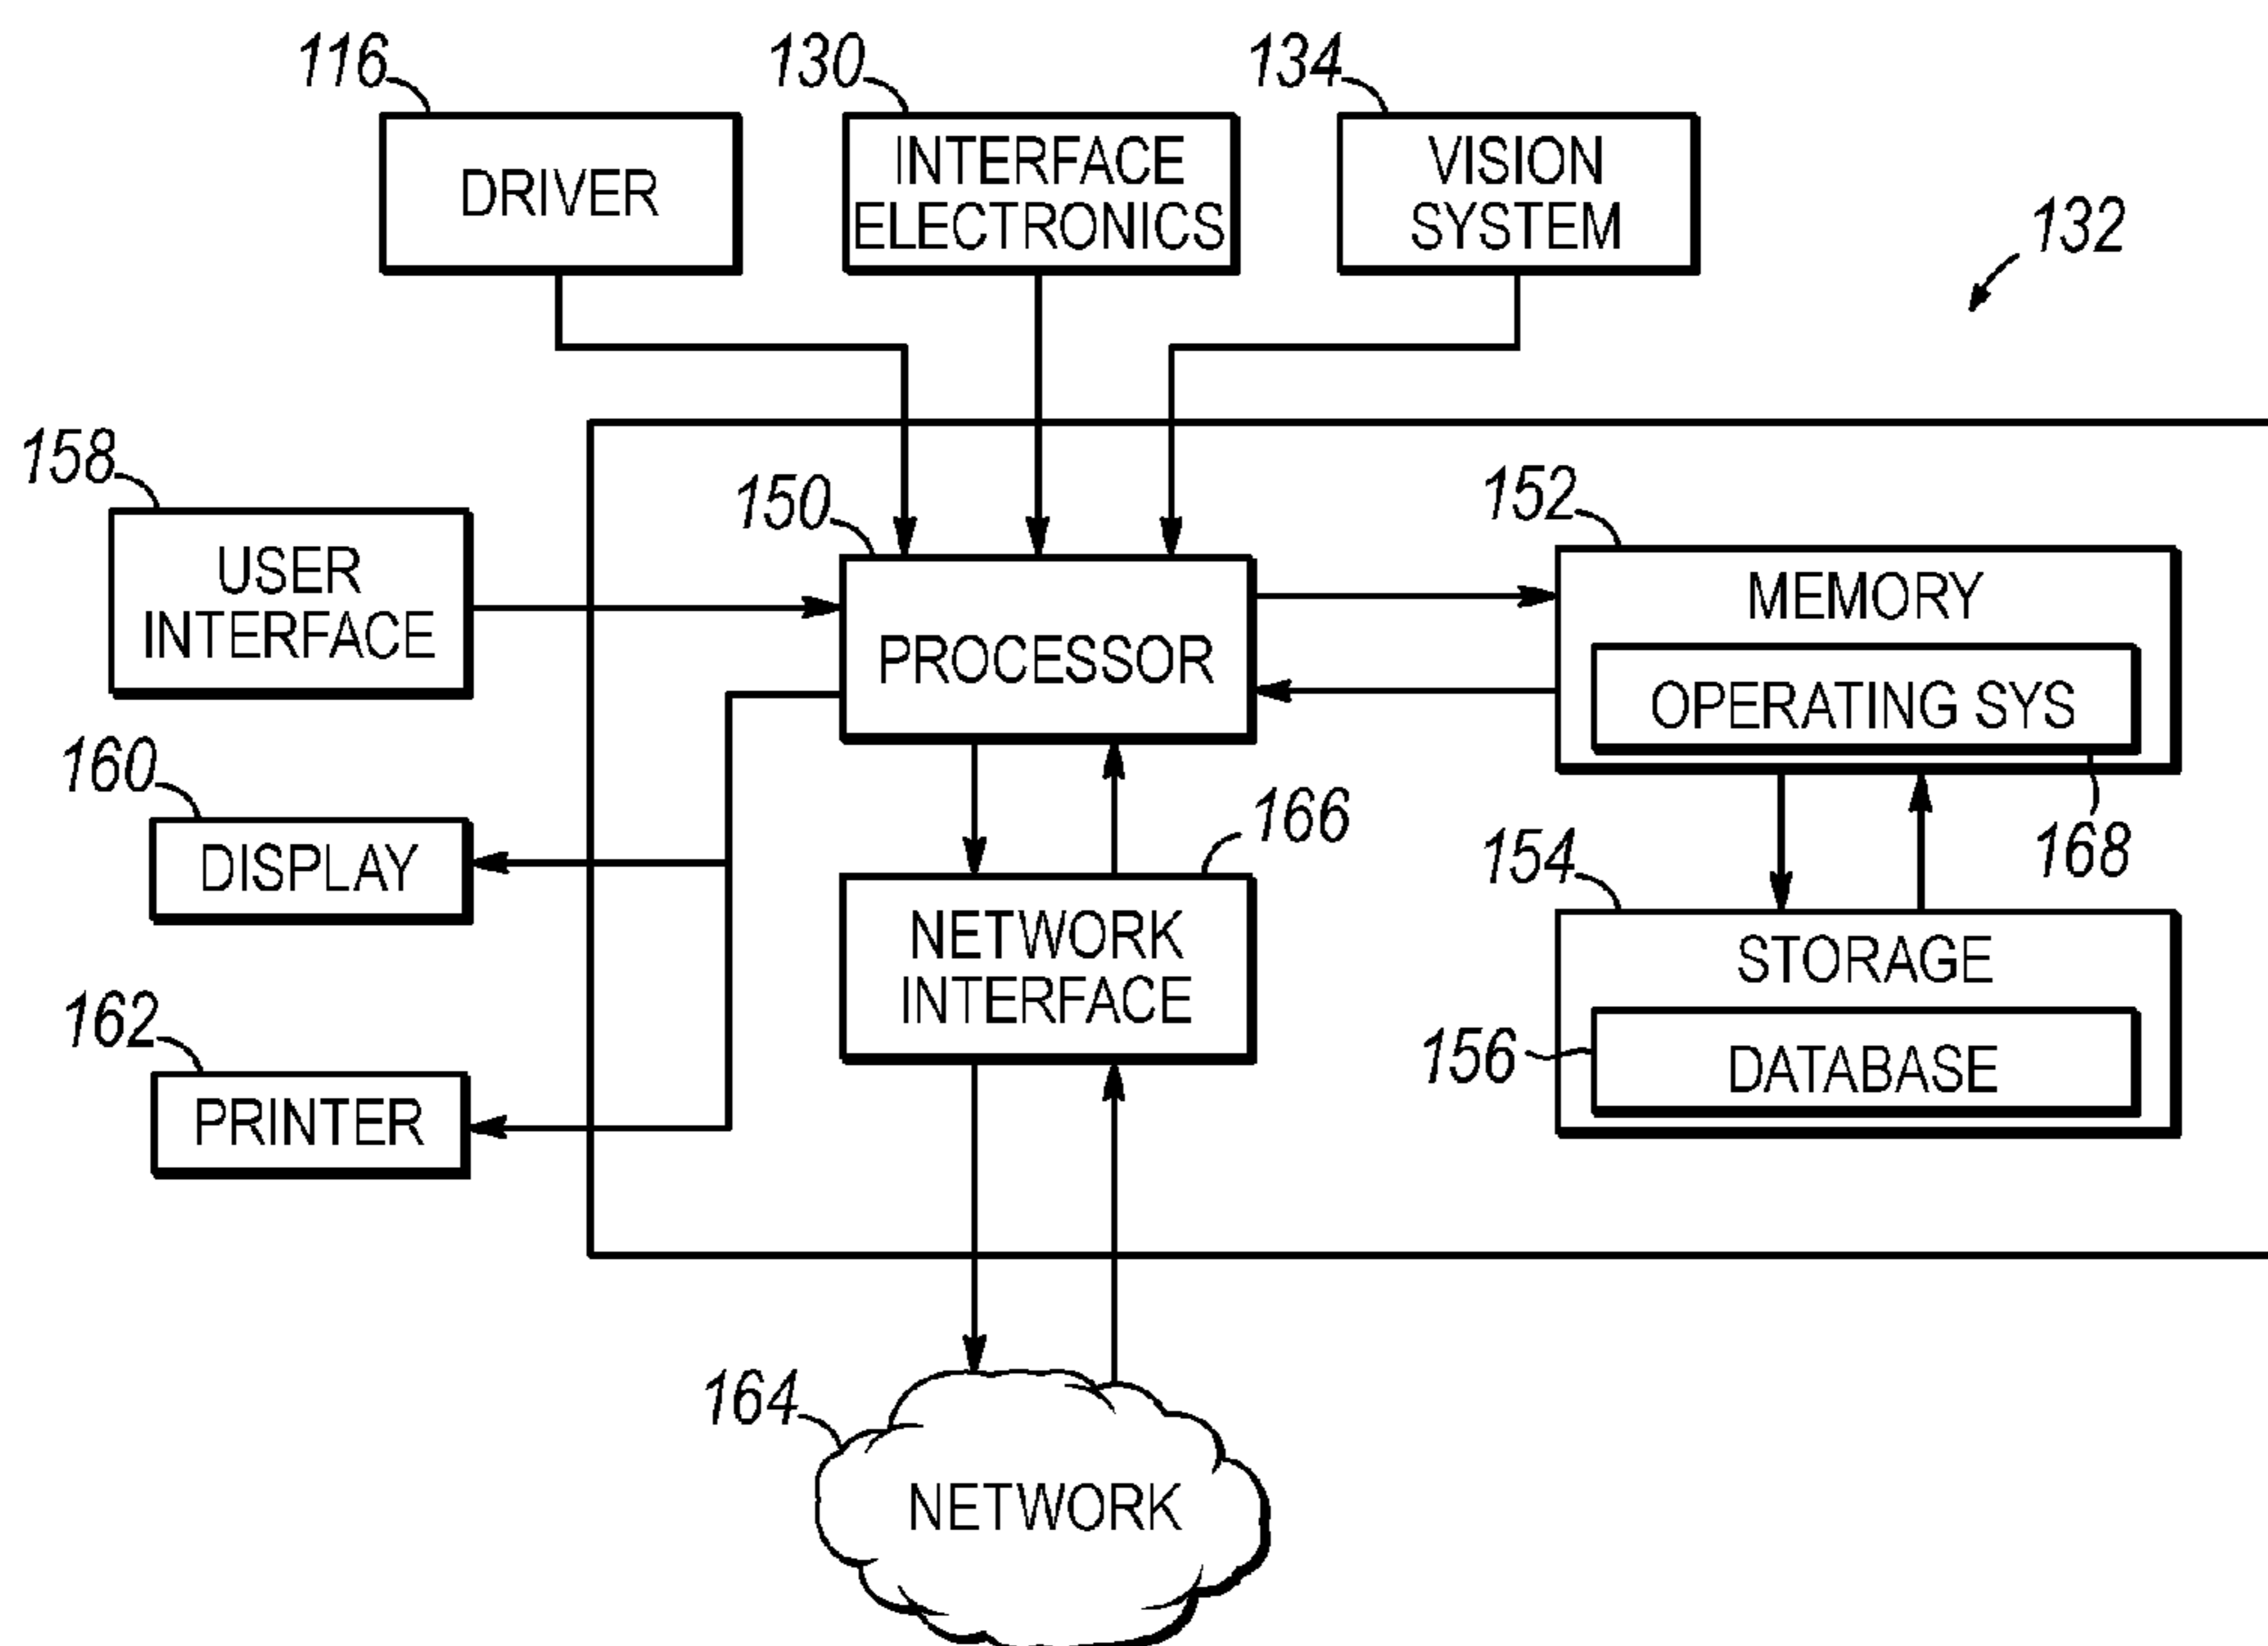 116
130
134
DRIVER
INTERFACE
ELECTRONICS
VISION
SYSTEM
132
158
150
152
USER
INTERFACE
PROCESSOR
MEMORY
OPERATING SYS
160
166
168
DISPLAY
154
NETWORK
INTERFACE
STORAGE
162
156
DATABASE
PRINTER
164
NETWORK